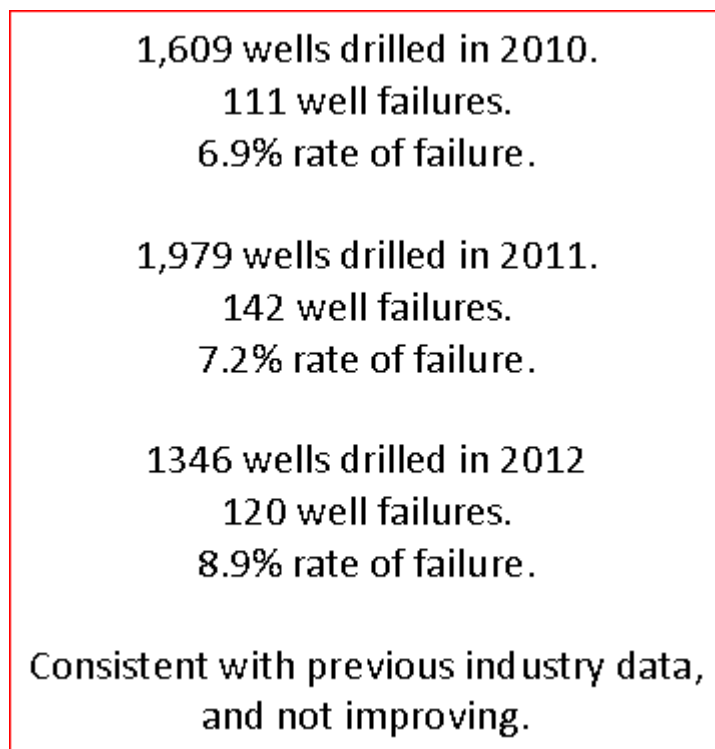 1,609 wells drilled in 2010.
111 well failures.
6.9% rate of failure.
1,979 wells drilled in 2011.
142 well failures.
7.2% rate of failure.
1346 wells drilled in 2012
120 well failures.
8.9% rate of failure.
Consistent with previous industry data,
and not improving.